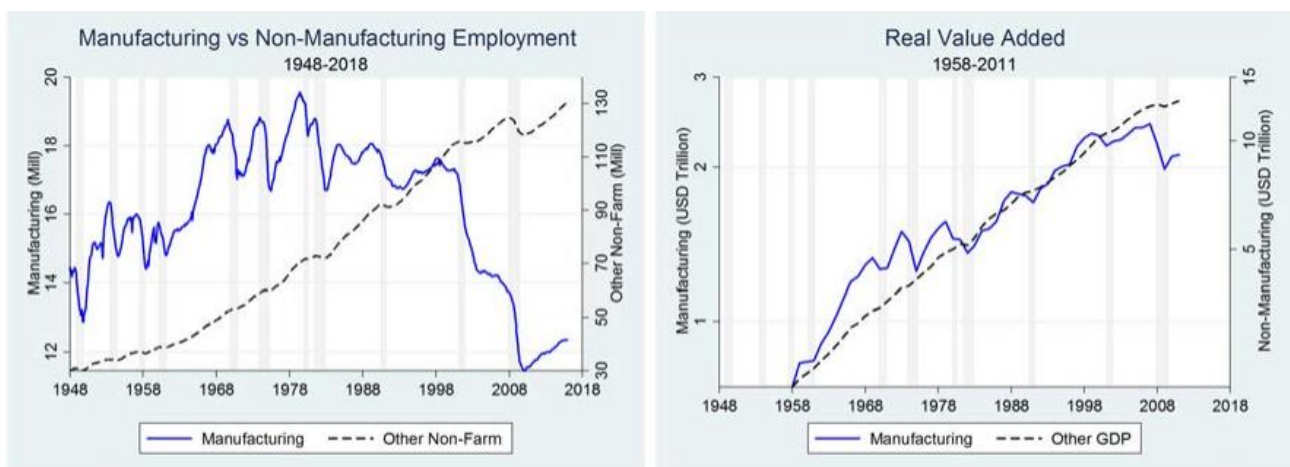 Manufacturing vs Non-Manufacturing Employment
1948-2018
Manufacturing (Mill)
20
18
16
14
12
Other Non-Farm (Mill)
130
110
90
70
50
30
1948 1958 1968 1978 1988 1998 2008 2018
Manufacturing Other Non-Farm
Real Value Added
1958-2011
Manufacturing (USD Trillion)
3
2
1
Non-Manufacturing (USD Trillion)
15
10
5
1948 1958 1968 1978 1988 1998 2008 2018
Manufacturing Other GDP